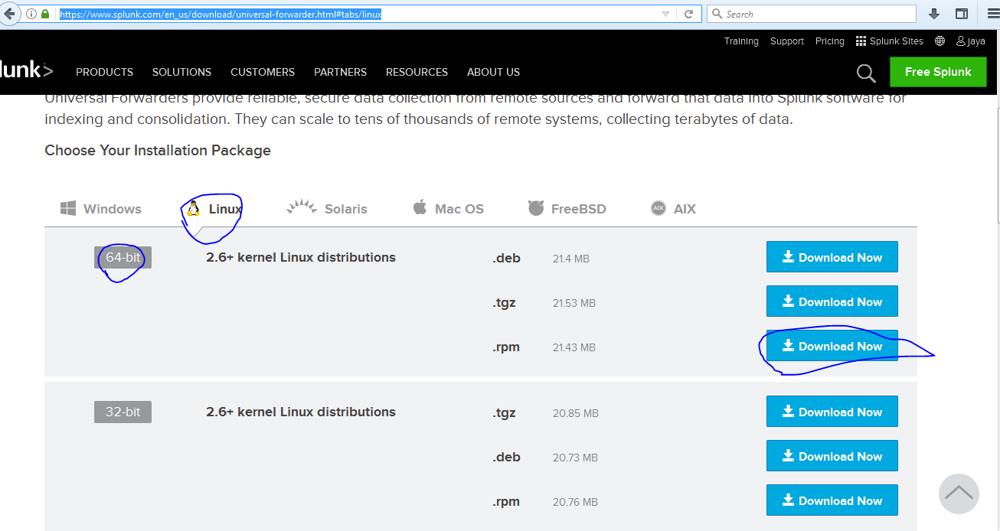 https://www.splunk.com/en_us/download/universal-forwarder.html#tabs/linux
Search
Training Support Pricing Splunk Sites jaya
lunk> PRODUCTS SOLUTIONS CUSTOMERS PARTNERS RESOURCES ABOUT US Free Splunk
Universal Forwarders provide reliable, secure data collection from remote sources and forward that data into Splunk software for
indexing and consolidation. They can scale to tens of thousands of remote systems, collecting terabytes of data.
Choose Your Installation Package
Windows Linux Solaris Mac OS FreeBSD AIX AIX
64-bit 2.6+ kernel Linux distributions .deb 21.4 MB Download Now
.tgz 21.53 MB Download Now
.rpm 21.43 MB Download Now
32-bit 2.6+ kernel Linux distributions .tgz 20.85 MB Download Now
.deb 20.73 MB Download Now
.rpm 20.76 MB Download Now